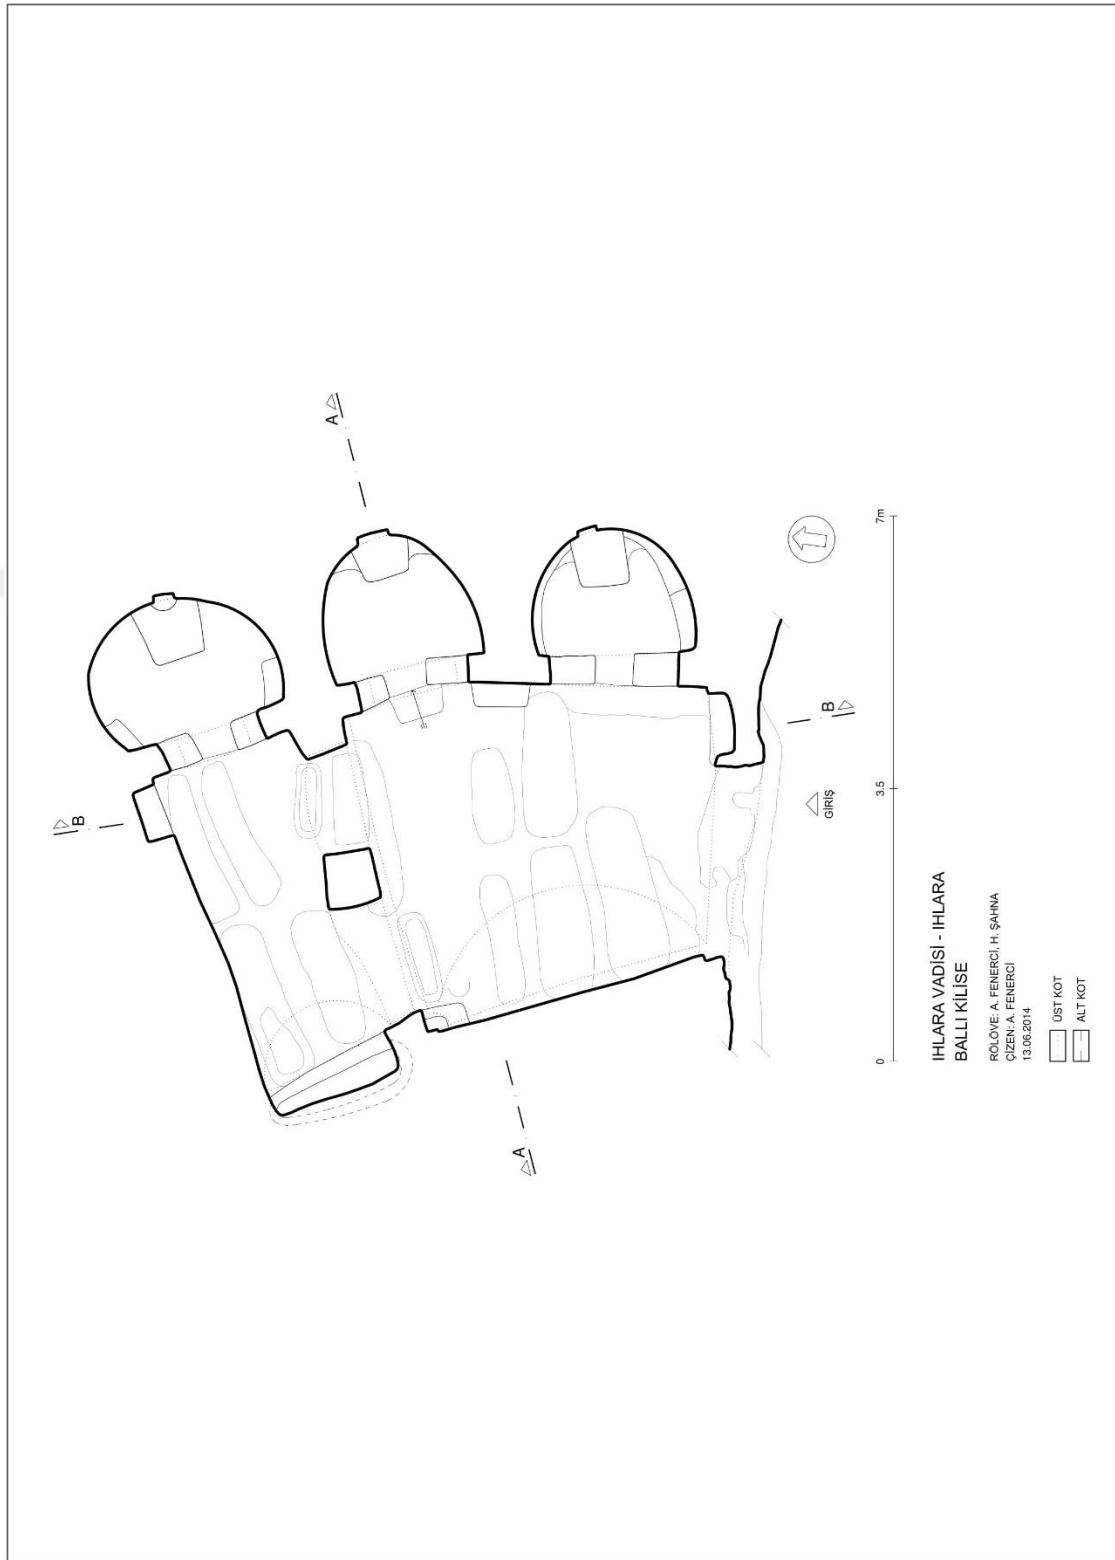 A
A
B
B
GİRİŞ
0
3.5
7m
IHLARA VADİSİ - IHLARA
BALLI KİLİSE
RÖLÖVE: A. FENERCİ, H. ŞAHNA
ÇİZEN: A. FENERCİ
13.06.2014
ÜST KOT
ALT KOT